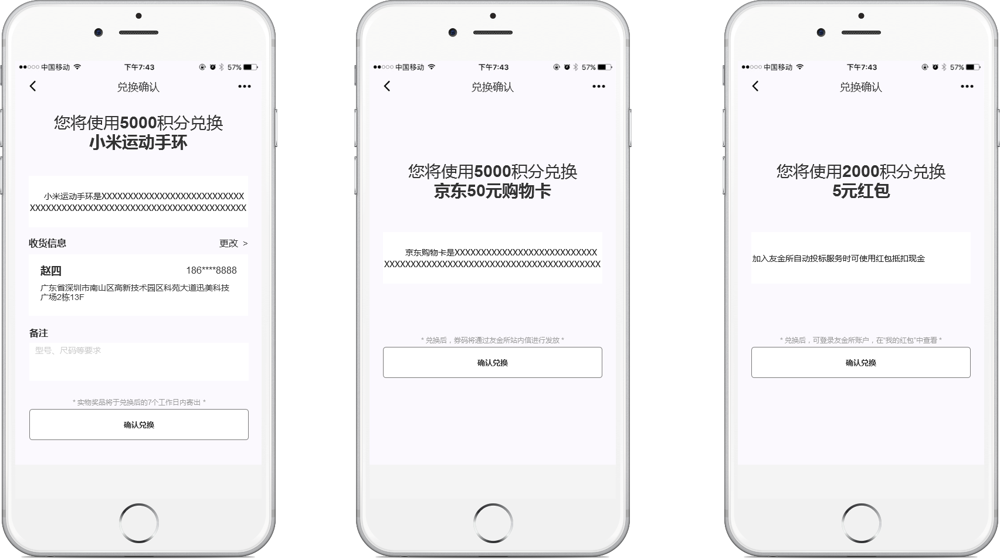 中国移动 下午7:43 57%
兑换确认
您将使用5000积分兑换
小米运动手环
小米运动手环是XXXXXXXXXXXXXXXXXXXXXXXXXXX
XXXXXXXXXXXXXXXXXXXXXXXXXXXXXXXXXXXXXXXXX
收货信息 更改 >
赵四 186****8888
广东省深圳市南山区高新技术园区科苑大道迅美科技
广场2栋13F
备注
型号、尺码等要求
* 实物奖品将于兑换后的7个工作日内寄出 *
确认兑换
中国移动 下午7:43 57%
兑换确认
您将使用5000积分兑换
京东50元购物卡
京东购物卡是XXXXXXXXXXXXXXXXXXXXXXXXXXX
XXXXXXXXXXXXXXXXXXXXXXXXXXXXXXXXXXXXXXXXX
* 兑换后，券码将通过友金所站内信进行发放 *
确认兑换
中国移动 下午7:43 57%
兑换确认
您将使用2000积分兑换
5元红包
加入友金所自动投标服务时可使用红包抵扣现金
* 兑换后，可登录友金所账户，在“我的红包”中查看 *
确认兑换